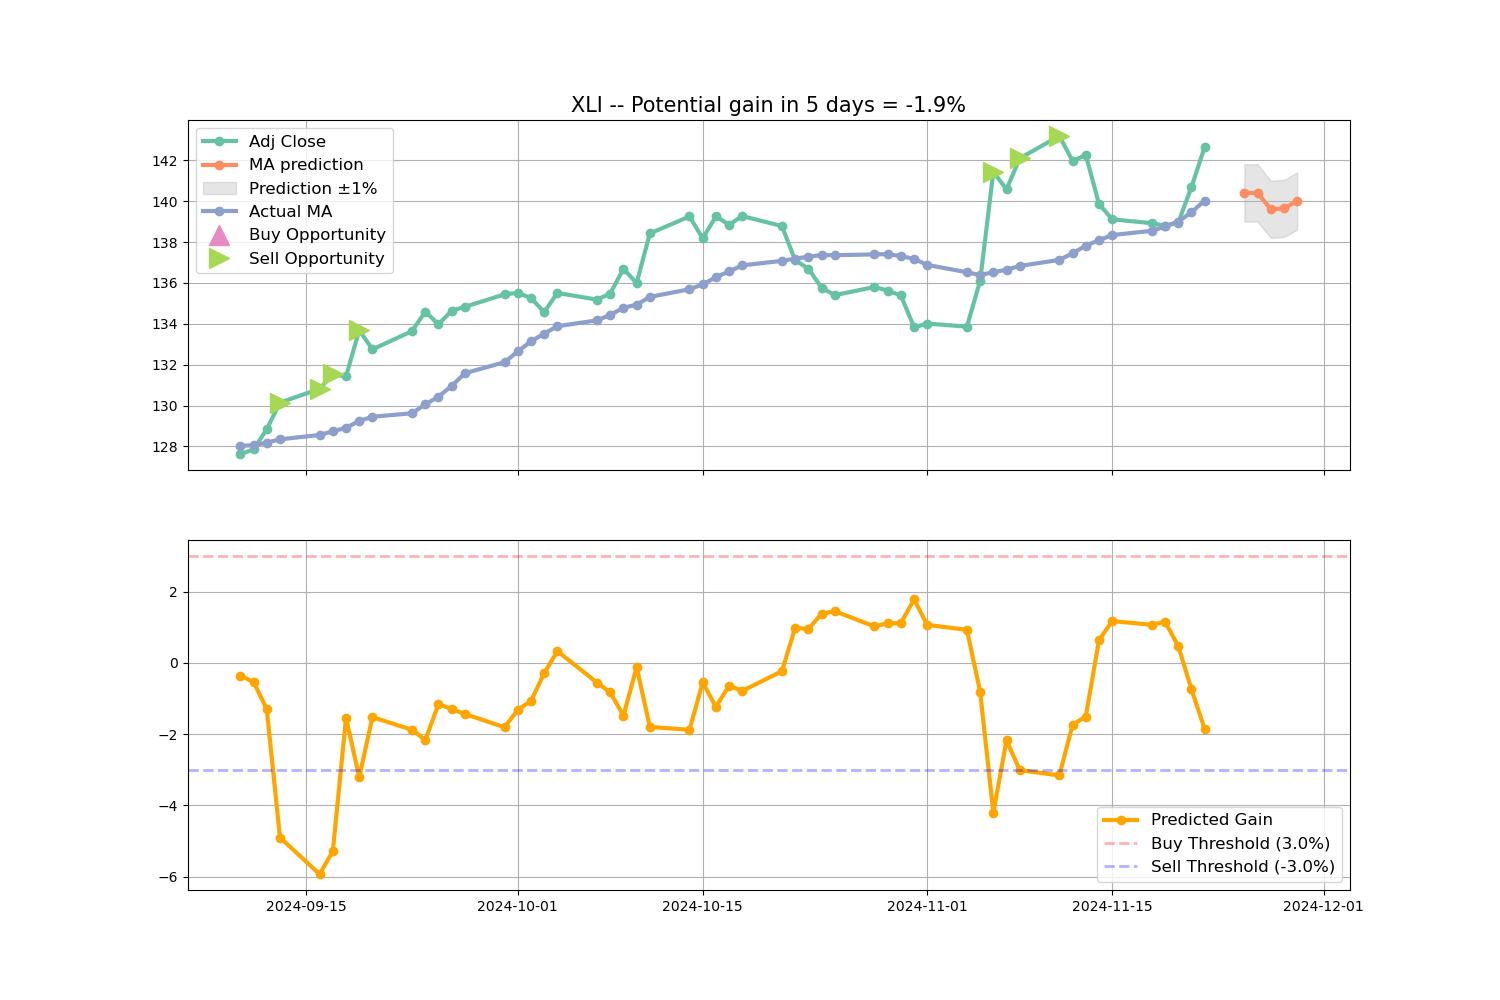 XLI -- Potential gain in 5 days = -1.9%
Adj Close
MA prediction
Prediction ±1%
Actual MA
Buy Opportunity
Sell Opportunity
142
140
138
136
134
132
130
128
2
0
−2
−4
−6
Predicted Gain
Buy Threshold (3.0%)
Sell Threshold (-3.0%)
2024-09-15
2024-10-01
2024-10-15
2024-11-01
2024-11-15
2024-12-01